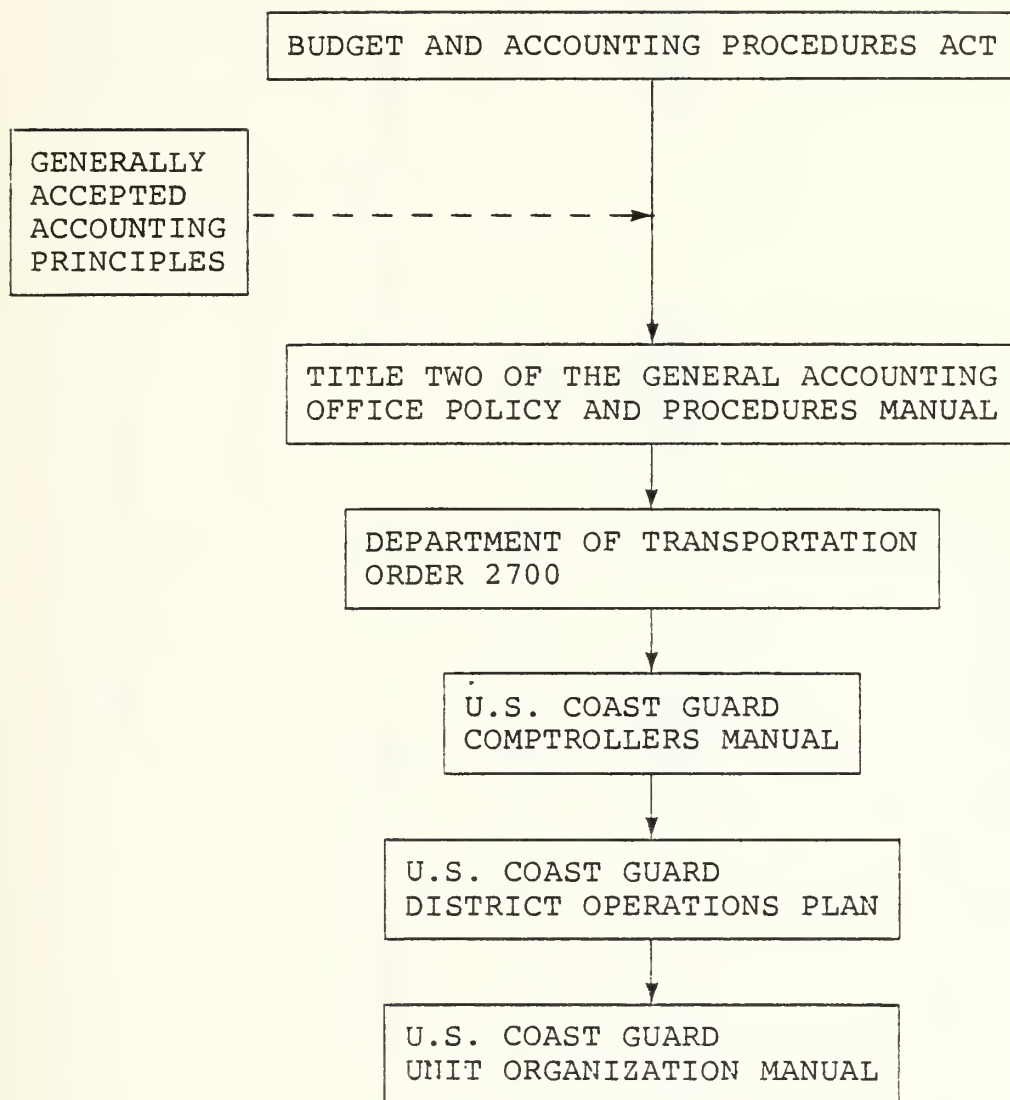 BUDGET AND ACCOUNTING PROCEDURES ACT
GENERALLY
ACCEPTED
ACCOUNTING
PRINCIPLES
TITLE TWO OF THE GENERAL ACCOUNTING
OFFICE POLICY AND PROCEDURES MANUAL
DEPARTMENT OF TRANSPORTATION
ORDER 2700
U.S. COAST GUARD
COMPTROLLERS MANUAL
U.S. COAST GUARD
DISTRICT OPERATIONS PLAN
U.S. COAST GUARD
UNIT ORGANIZATION MANUAL